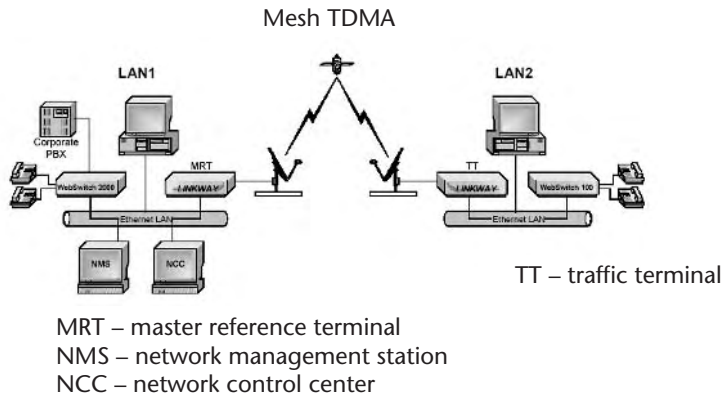 Mesh TDMA
LAN1
LAN2
Corporate
PBX
MRT
TT
WebSwitch 2000
LINKWAY
LINKWAY
WebSwitch 100
Ethernet LAN
Ethernet LAN
NMS
NCC
TT – traffic terminal
MRT – master reference terminal
NMS – network management station
NCC – network control center